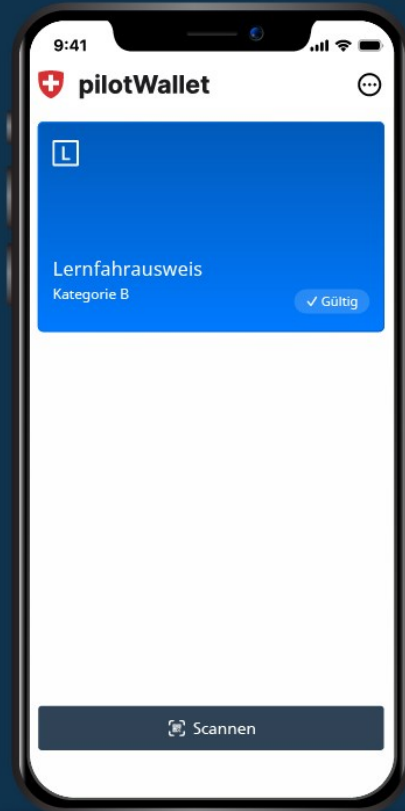 9:41
pilotWallet
L
Lernfahrausweis
Kategorie B
✓ Gültig
Scannen